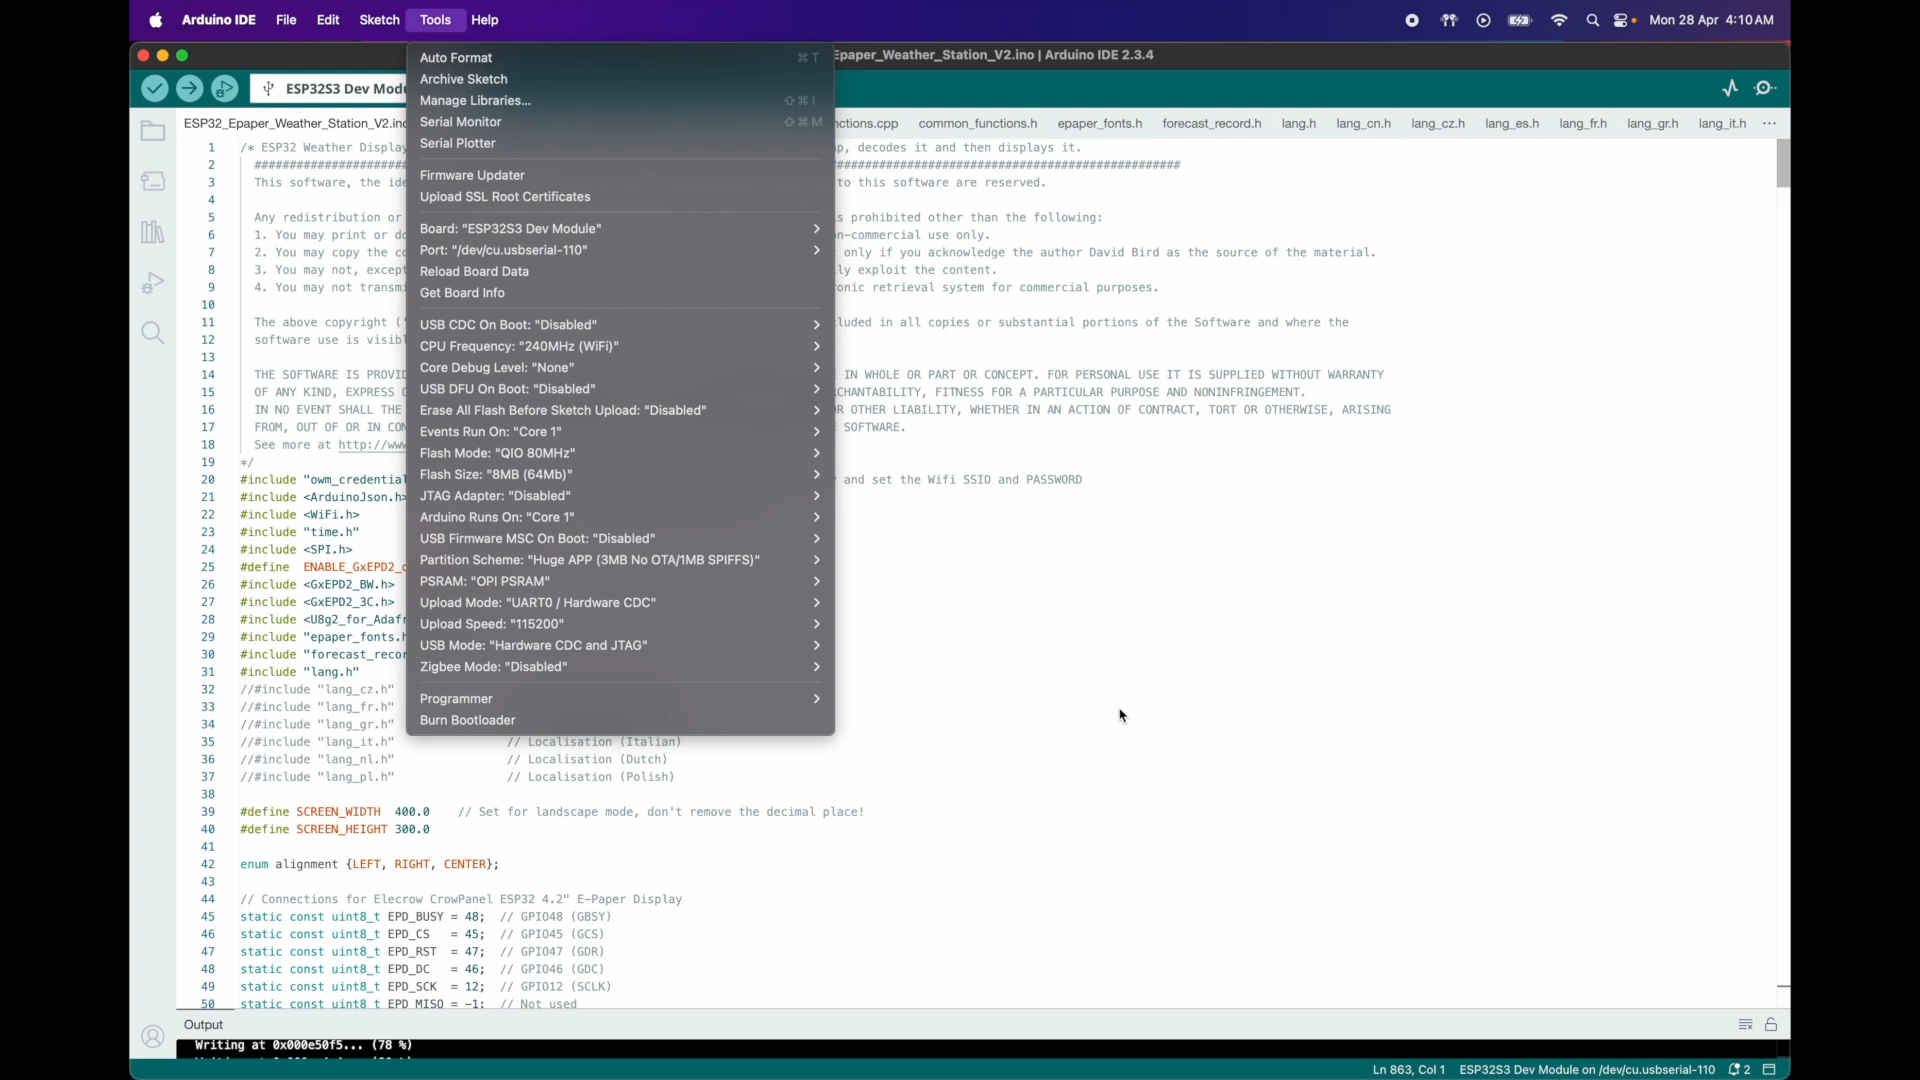 Arduino IDE File Edit Sketch Tools Help
Mon 28 Apr 4:10 AM
Epaper_Weather_Station_V2.ino | Arduino IDE 2.3.4
ESP32S3 Dev Modu
ESP32_Epaper_Weather_Station_V2.ino
nctions.cpp common_functions.h epaper_fonts.h forecast_record.h lang.h lang_cn.h lang_cz.h lang_es.h lang_fr.h lang_gr.h lang_it.h ...
Auto Format ⌘ T
Archive Sketch
Manage Libraries... ⇧ ⌘ I
Serial Monitor ⇧ ⌘ M
Serial Plotter
Firmware Updater
Upload SSL Root Certificates
Board: "ESP32S3 Dev Module"
Port: "/dev/cu.usbserial-110"
Reload Board Data
Get Board Info
USB CDC On Boot: "Disabled"
CPU Frequency: "240MHz (WiFi)"
Core Debug Level: "None"
USB DFU On Boot: "Disabled"
Erase All Flash Before Sketch Upload: "Disabled"
Events Run On: "Core 1"
Flash Mode: "QIO 80MHz"
Flash Size: "8MB (64Mb)"
JTAG Adapter: "Disabled"
Arduino Runs On: "Core 1"
USB Firmware MSC On Boot: "Disabled"
Partition Scheme: "Huge APP (3MB No OTA/1MB SPIFFS)"
PSRAM: "OPI PSRAM"
Upload Mode: "UART0 / Hardware CDC"
Upload Speed: "115200"
USB Mode: "Hardware CDC and JTAG"
Zigbee Mode: "Disabled"
Programmer
Burn Bootloader
1 /* ESP32 Weather Display p, decodes it and then displays it.
2 ##################### #################################################
3 This software, the ide to this software are reserved.
4
5 Any redistribution or s prohibited other than the following:
6 1. You may print or do n-commercial use only.
7 2. You may copy the co only if you acknowledge the author David Bird as the source of the material.
8 3. You may not, except ly exploit the content.
9 4. You may not transmi onic retrieval system for commercial purposes.
10
11 The above copyright (' luded in all copies or substantial portions of the Software and where the
12 software use is visibl
13
14 THE SOFTWARE IS PROVID IN WHOLE OR PART OR CONCEPT. FOR PERSONAL USE IT IS SUPPLIED WITHOUT WARRANTY
15 OF ANY KIND, EXPRESS O CHANTABILITY, FITNESS FOR A PARTICULAR PURPOSE AND NONINFRINGEMENT.
16 IN NO EVENT SHALL THE R OTHER LIABILITY, WHETHER IN AN ACTION OF CONTRACT, TORT OR OTHERWISE, ARISING
17 FROM, OUT OF OR IN CON SOFTWARE.
18 See more at http://www
19 */
20 #include "owm_credential and set the Wifi SSID and PASSWORD
21 #include <ArduinoJson.h>
22 #include <WiFi.h>
23 #include "time.h"
24 #include <SPI.h>
25 #define ENABLE_GxEPD2_
26 #include <GxEPD2_BW.h>
27 #include <GxEPD2_3C.h>
28 #include <U8g2_for_Adafr
29 #include "epaper_fonts.h
30 #include "forecast_recor
31 #include "lang.h"
32 //#include "lang_cz.h"
33 //#include "lang_fr.h"
34 //#include "lang_gr.h"
35 //#include "lang_it.h" // Localisation (Italian)
36 //#include "lang_nl.h" // Localisation (Dutch)
37 //#include "lang_pl.h" // Localisation (Polish)
38
39 #define SCREEN_WIDTH 400.0 // Set for landscape mode, don't remove the decimal place!
40 #define SCREEN_HEIGHT 300.0
41
42 enum alignment {LEFT, RIGHT, CENTER};
43
44 // Connections for Elecrow CrowPanel ESP32 4.2" E-Paper Display
45 static const uint8_t EPD_BUSY = 48; // GPIO48 (GBSY)
46 static const uint8_t EPD_CS = 45; // GPIO45 (GCS)
47 static const uint8_t EPD_RST = 47; // GPIO47 (GDR)
48 static const uint8_t EPD_DC = 46; // GPIO46 (GDC)
49 static const uint8_t EPD_SCK = 12; // GPIO12 (SCLK)
50 static const uint8_t EPD_MISO = -1; // Not used
Output
Writing at 0x000e50f5... (78 %)
Ln 863, Col 1 ESP32S3 Dev Module on /dev/cu.usbserial-110 2